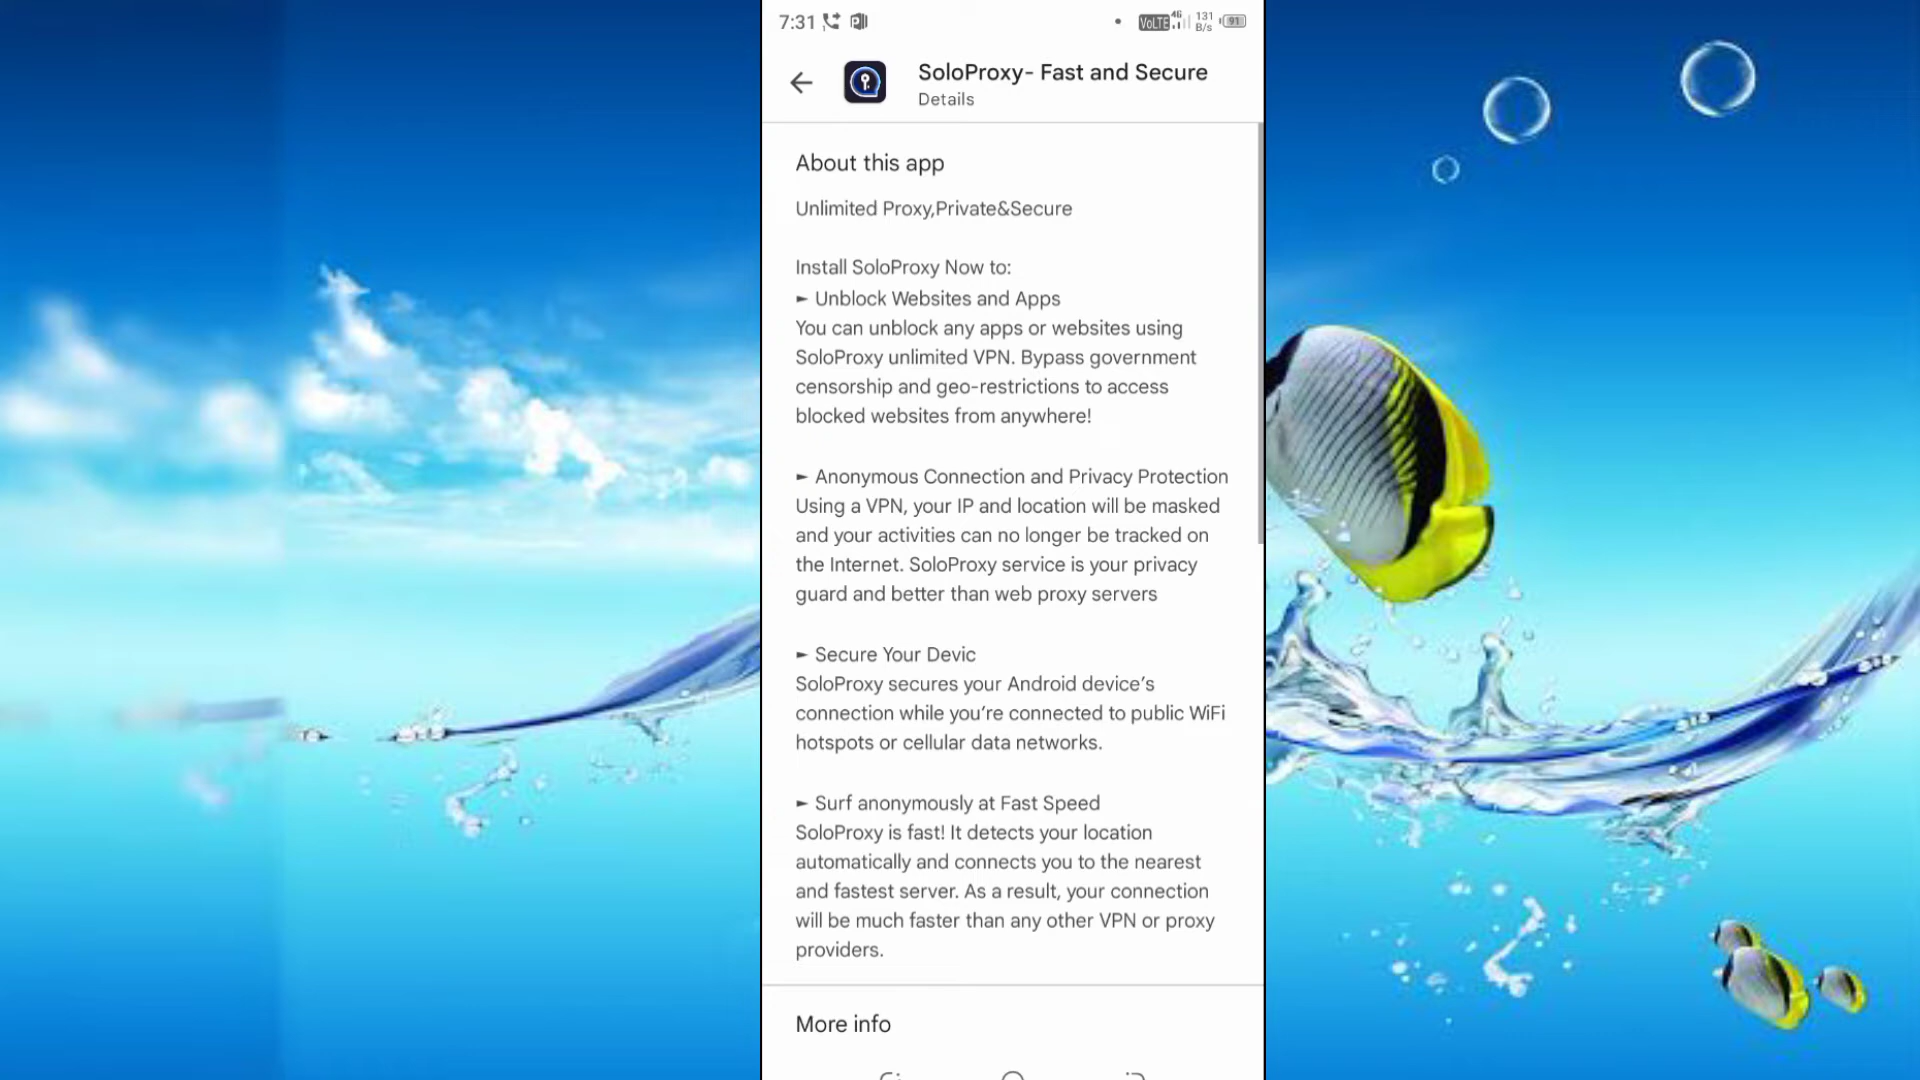 7:31
VoLTE 4G 131 B/s 91
SoloProxy- Fast and Secure
Details
About this app
Unlimited Proxy,Private&Secure
Install SoloProxy Now to:
► Unblock Websites and Apps
You can unblock any apps or websites using
SoloProxy unlimited VPN. Bypass government
censorship and geo-restrictions to access
blocked websites from anywhere!
► Anonymous Connection and Privacy Protection
Using a VPN, your IP and location will be masked
and your activities can no longer be tracked on
the Internet. SoloProxy service is your privacy
guard and better than web proxy servers
► Secure Your Devic
SoloProxy secures your Android device’s
connection while you’re connected to public WiFi
hotspots or cellular data networks.
► Surf anonymously at Fast Speed
SoloProxy is fast! It detects your location
automatically and connects you to the nearest
and fastest server. As a result, your connection
will be much faster than any other VPN or proxy
providers.
More info